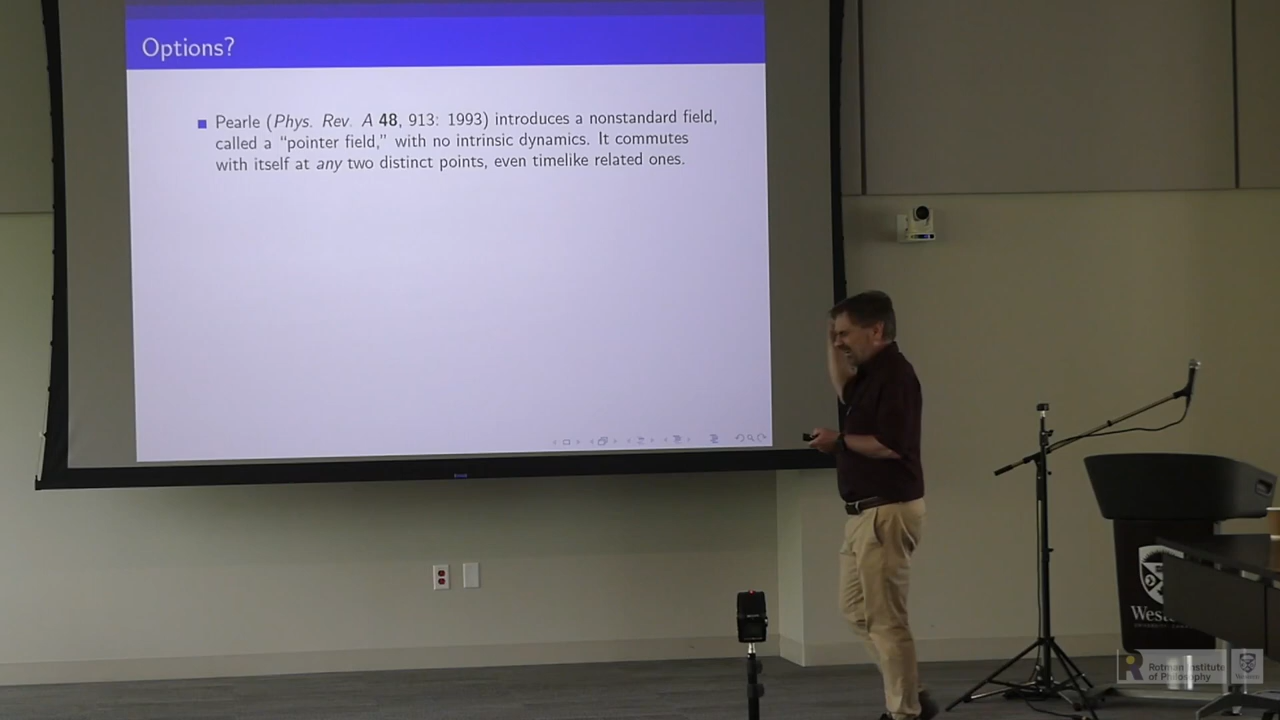 Options?
Pearle (Phys. Rev. A 48, 913: 1993) introduces a nonstandard field,
called a “pointer field,” with no intrinsic dynamics. It commutes
with itself at any two distinct points, even timelike related ones.
Rotman Institute
of Philosophy